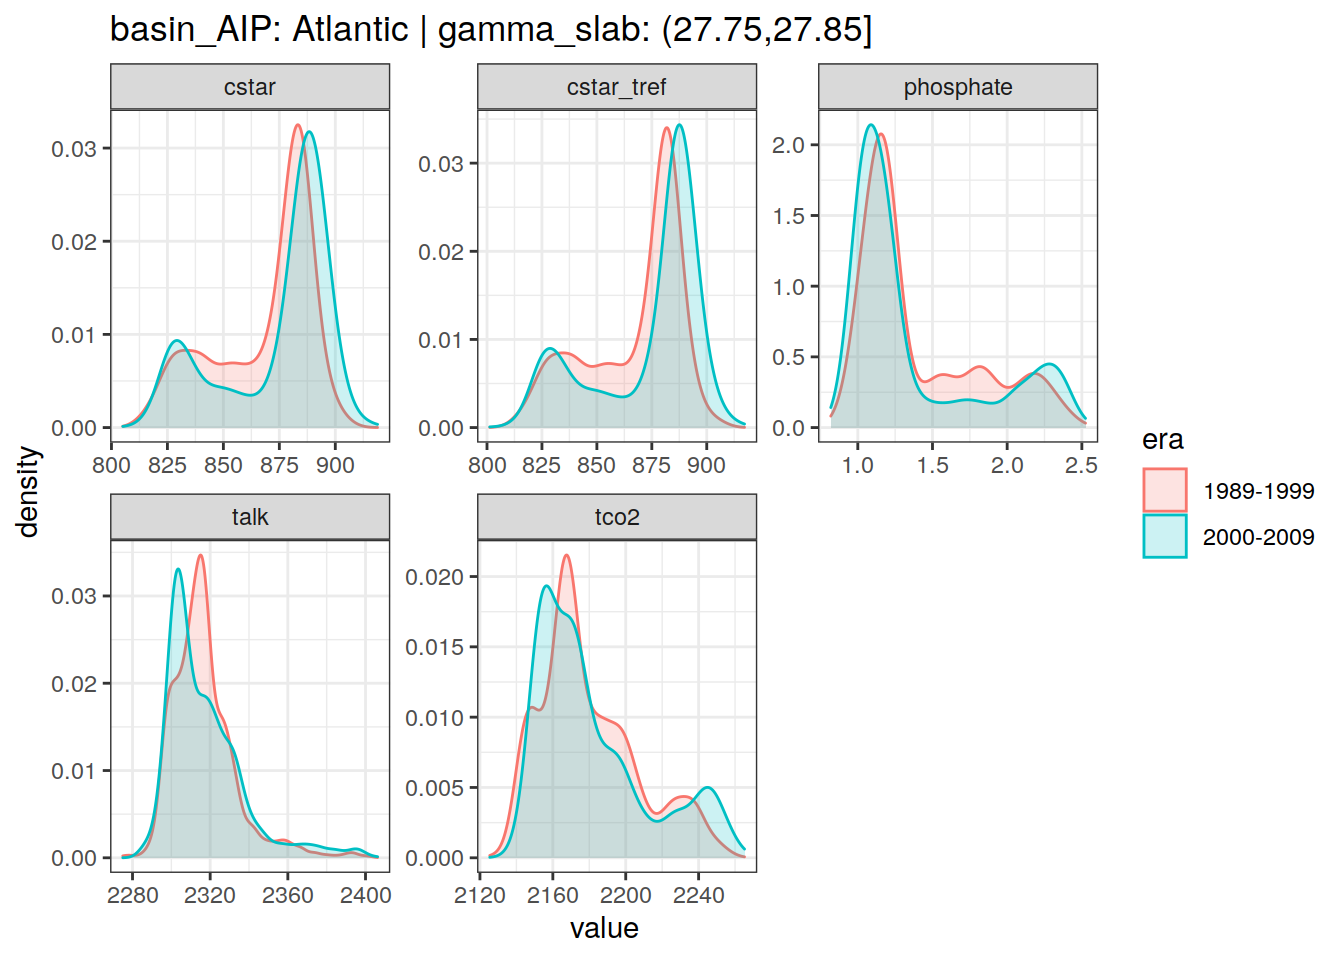 basin_AIP: Atlantic | gamma_slab: (27.75,27.85]
cstar
cstar_tref
phosphate
0.03
0.02
0.01
0.00
800 825 850 875 900
0.03
0.02
0.01
0.00
800 825 850 875 900
2.0
1.5
1.0
0.5
0.0
1.0 1.5 2.0 2.5
density
talk
tco2
0.03
0.02
0.01
0.00
2280 2320 2360 2400
0.020
0.015
0.010
0.005
0.000
2120 2160 2200 2240
value
era
1989-1999
2000-2009